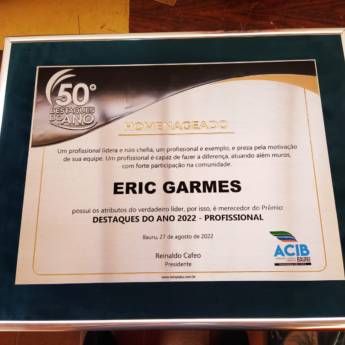 50º
DESTAQUES
DO ANO
HOMENAGEADO
Um profissional lidera e não chefia, um profissional é exemplo, e preza pela motivação
de sua equipe. Um profissional é capaz de fazer a diferença, atuando além muros,
com forte participação na comunidade.
ERIC GARMES
possui os atributos do verdadeiro líder, por isso, é merecedor do Prêmio:
DESTAQUES DO ANO 2022 - PROFISSIONAL
Bauru, 27 de agosto de 2022
Reinaldo Cafeo
Presidente
ACIB
BAURU